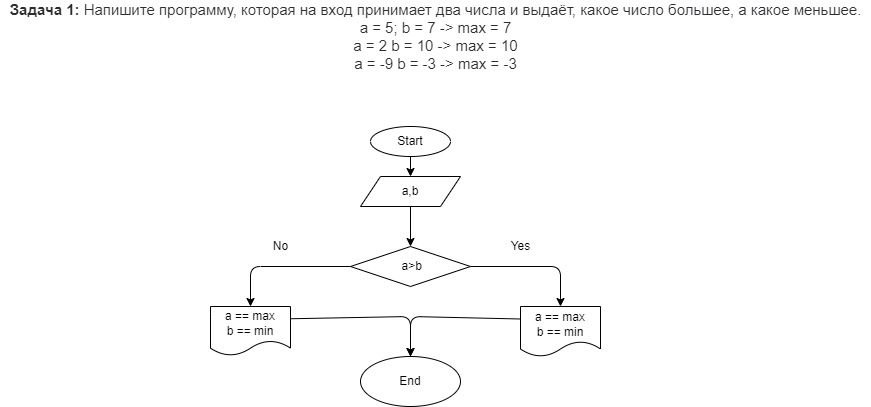 Задача 1: Напишите программу, которая на вход принимает два числа и выдаёт, какое число большее, а какое меньшее.
a = 5; b = 7 -> max = 7
a = 2 b = 10 -> max = 10
a = -9 b = -3 -> max = -3
Start
a,b
No
Yes
a>b
a == max
b == min
a == max
b == min
End